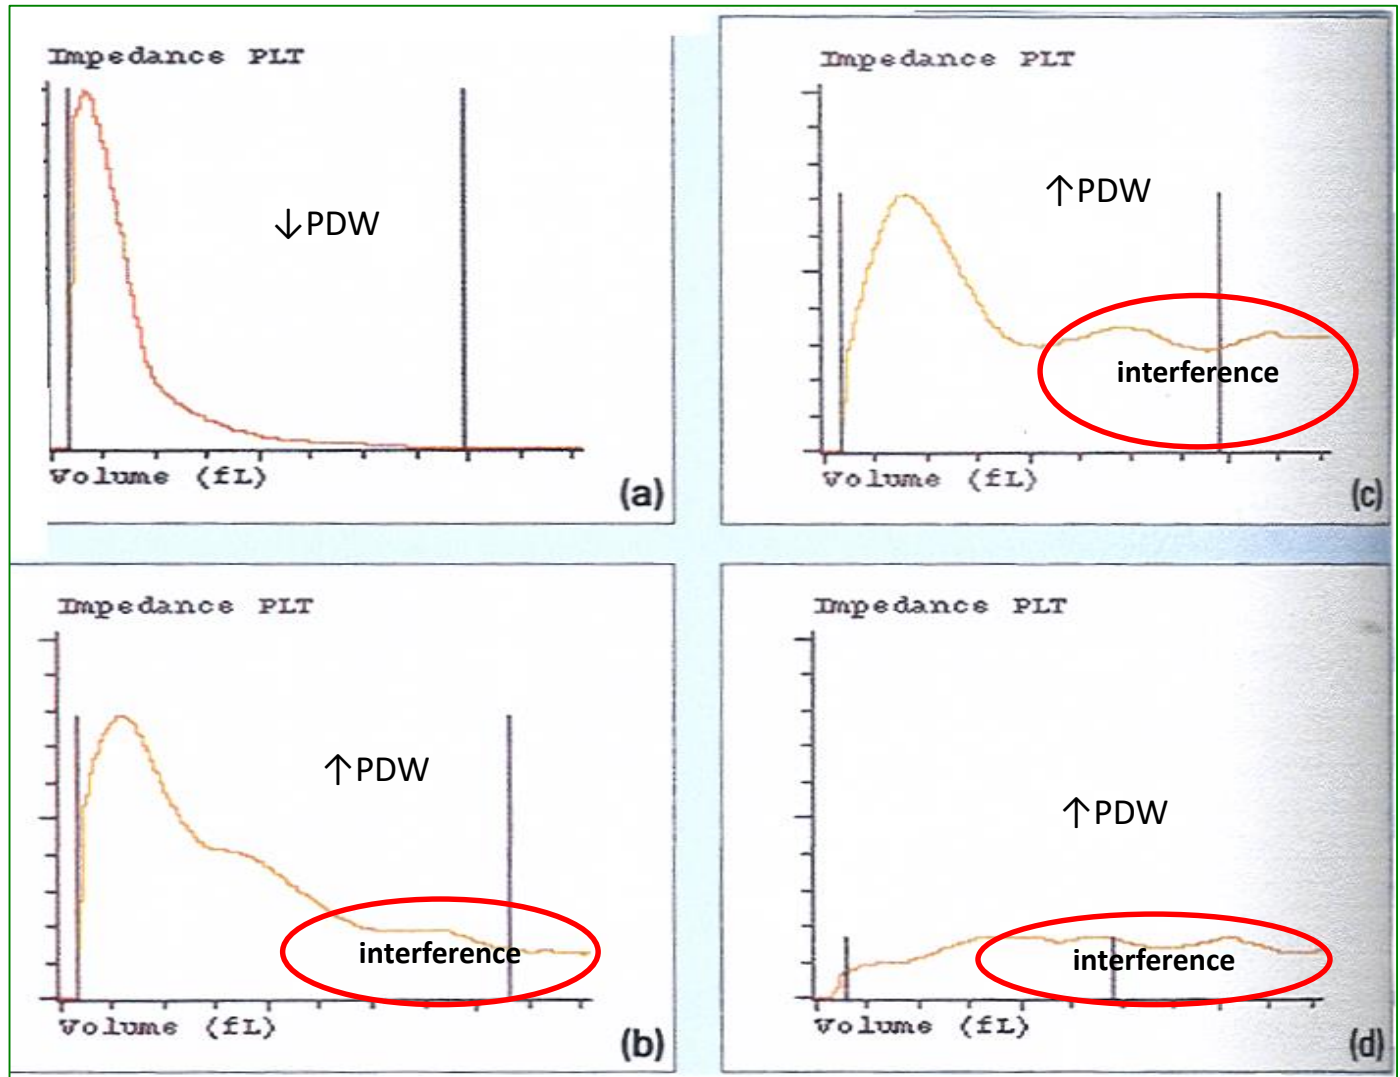 Impedance PLT
↓PDW
Volume (fL)
(a)
Impedance PLT
↑PDW
interference
Volume (fL)
(c)
Impedance PLT
↑PDW
interference
Volume (fL)
(b)
Impedance PLT
↑PDW
interference
Volume (fL)
(d)